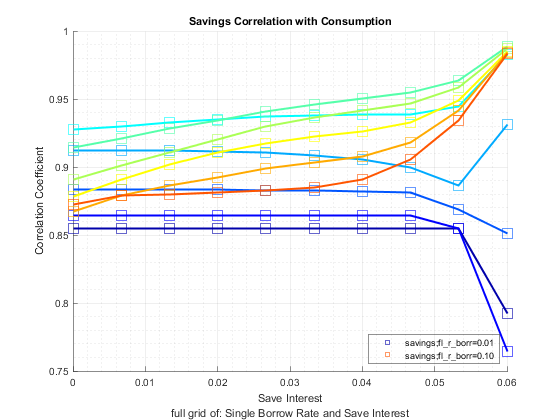 Savings Correlation with Consumption
Correlation Coefficient
1
0.95
0.9
0.85
0.8
0.75
0
0.01
0.02
0.03
0.04
0.05
0.06
savings;fl_r_borr=0.01
savings;fl_r_borr=0.10
Save Interest
full grid of: Single Borrow Rate and Save Interest